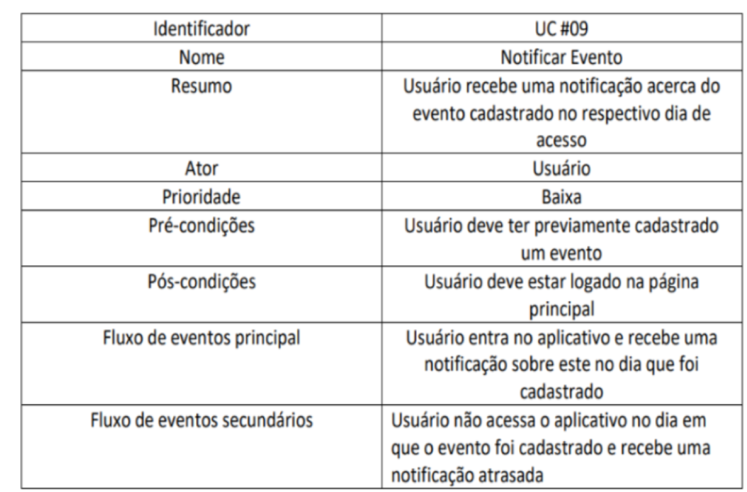 Identificador
UC #09
Nome
Notificar Evento
Resumo
Usuário recebe uma notificação acerca do
evento cadastrado no respectivo dia de
acesso
Ator
Usuário
Prioridade
Baixa
Pré-condições
Usuário deve ter previamente cadastrado
um evento
Pós-condições
Usuário deve estar logado na página
principal
Fluxo de eventos principal
Usuário entra no aplicativo e recebe uma
notificação sobre este no dia que foi
cadastrado
Fluxo de eventos secundários
Usuário não acessa o aplicativo no dia em
que o evento foi cadastrado e recebe uma
notificação atrasada